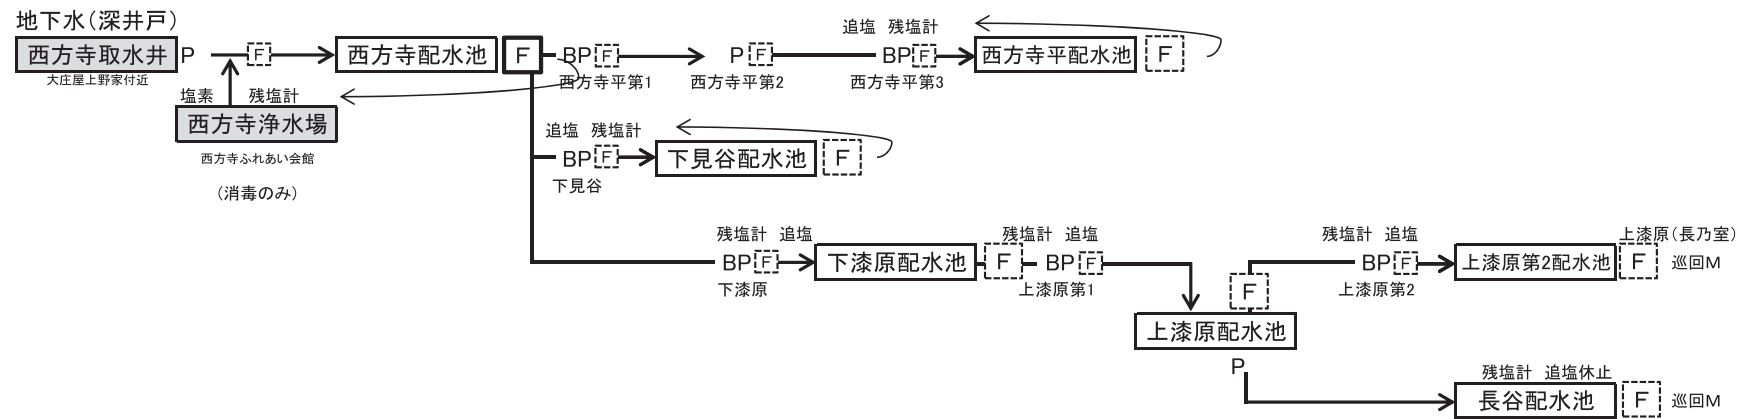 地下水（深井戸）
西方寺取水井 P F 西方寺配水池 F BP F P F BP F 西方寺平配水池 F
追塩 残塩計
大庄屋上野家付近
西方寺平第1 西方寺平第2 西方寺平第3
塩素 残塩計
西方寺浄水場
西方寺ふれあい会館
（消毒のみ）
追塩 残塩計
BP F 下見谷配水池 F
下見谷
残塩計 追塩 残塩計 追塩 残塩計 追塩 上漆原（長乃室）
BP F 下漆原配水池 F BP F BP F 上漆原第2配水池 F 巡回M
下漆原 上漆原第1 上漆原第2
F
上漆原配水池
P
残塩計 追塩休止
長谷配水池 F 巡回M